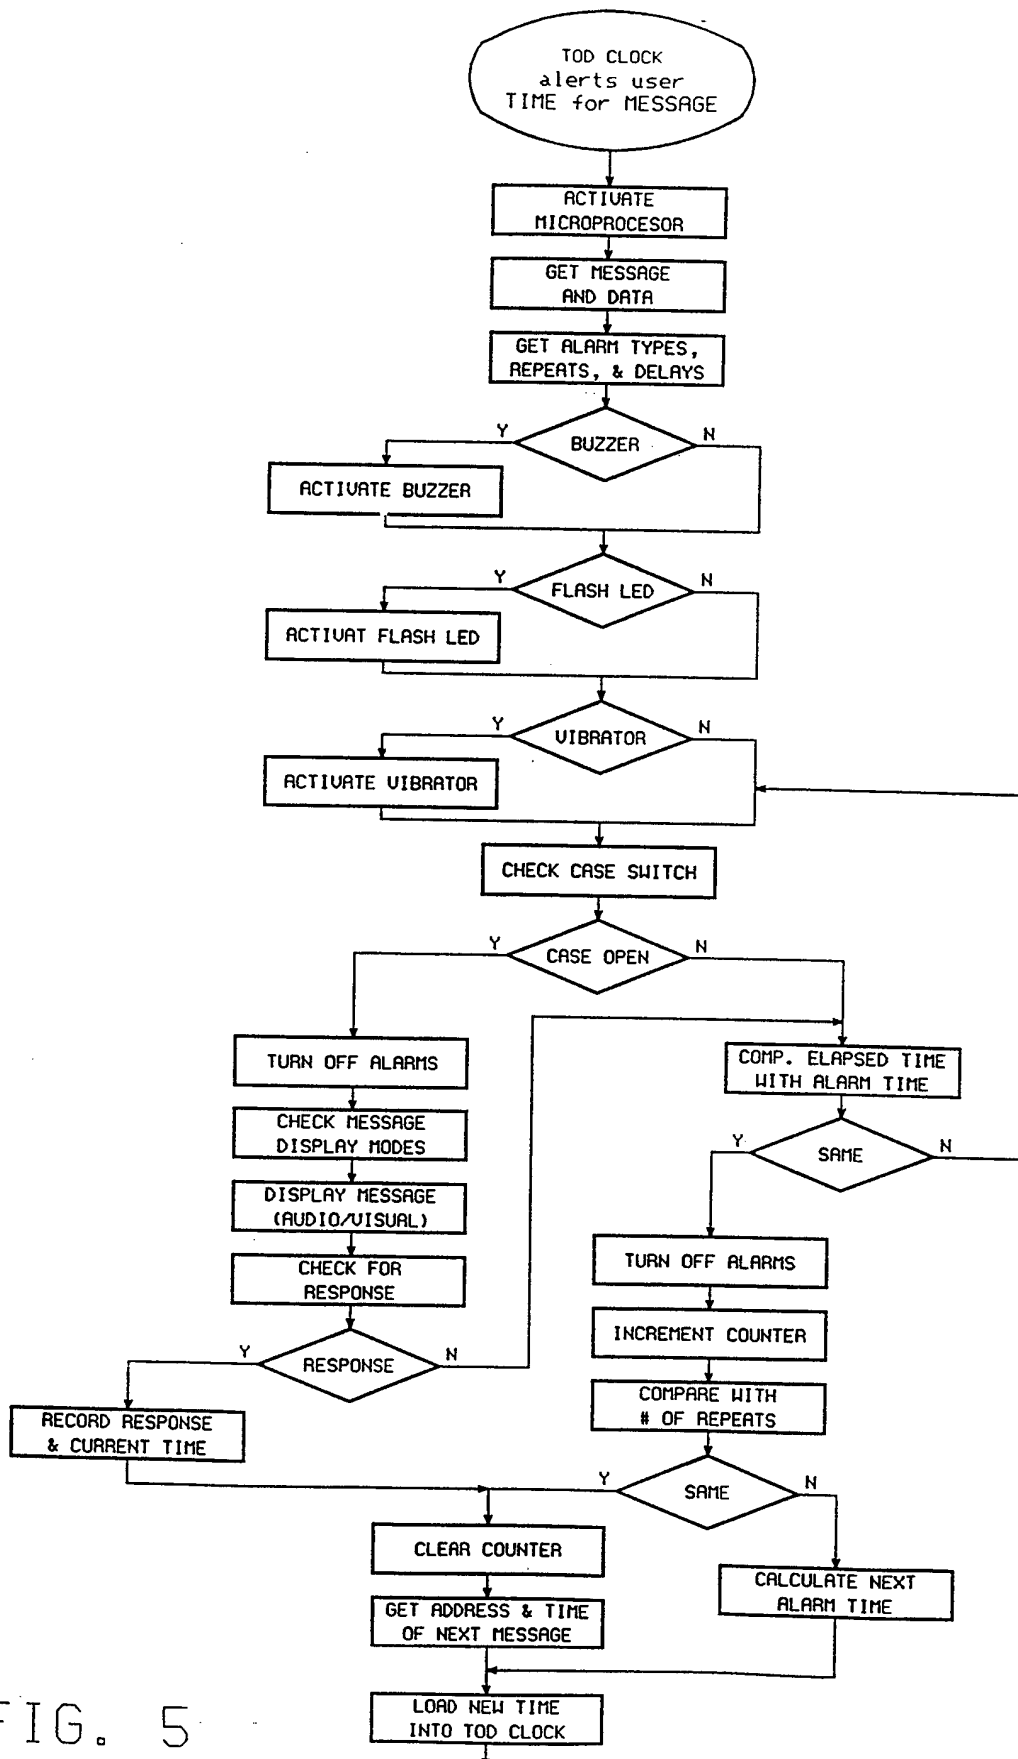 TOD CLOCK
alerts user
TIME for MESSAGE
ACTIVATE
MICROPROCESOR
GET MESSAGE
AND DATA
GET ALARM TYPES,
REPEATS, & DELAYS
Y
BUZZER
N
ACTIVATE BUZZER
Y
FLASH LED
N
ACTIVAT FLASH LED
Y
VIBRATOR
N
ACTIVATE VIBRATOR
CHECK CASE SWITCH
Y
CASE OPEN
N
TURN OFF ALARMS
COMP. ELAPSED TIME
WITH ALARM TIME
CHECK MESSAGE
DISPLAY MODES
Y
SAME
N
DISPLAY MESSAGE
(AUDIO/VISUAL)
TURN OFF ALARMS
CHECK FOR
RESPONSE
INCREMENT COUNTER
Y
RESPONSE
N
COMPARE WITH
# OF REPEATS
RECORD RESPONSE
& CURRENT TIME
Y
SAME
N
CLEAR COUNTER
CALCULATE NEXT
ALARM TIME
GET ADDRESS & TIME
OF NEXT MESSAGE
LOAD NEW TIME
INTO TOD CLOCK
FIG. 5